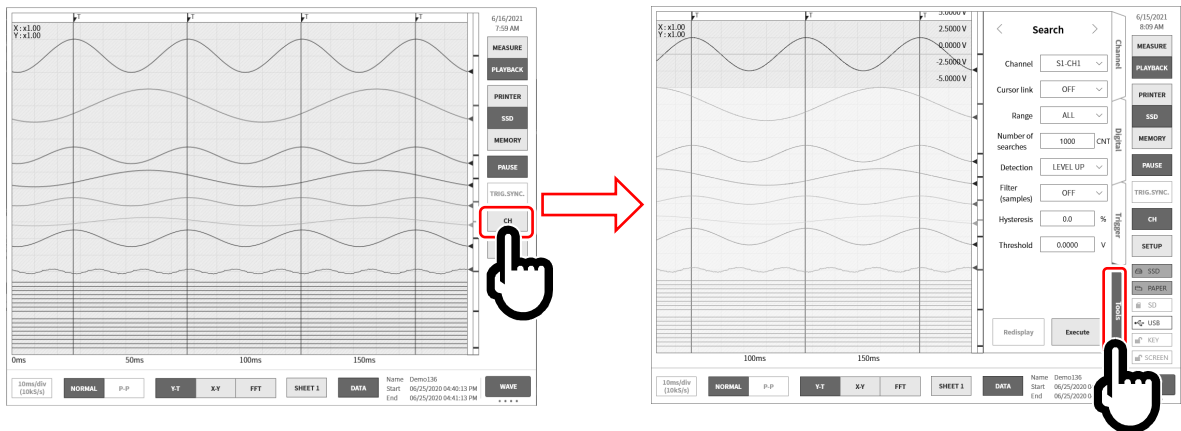 T
T
T
T
X : x1.00
Y : x1.00
6/16/2021
7:59 AM
MEASURE
PLAYBACK
PRINTER
SSD
MEMORY
PAUSE
TRIG.SYNC.
CH
0ms
50ms
100ms
150ms
10ms/div
(10kS/s)
NORMAL
P-P
Y-T
X-Y
FFT
SHEET 1
DATA
Name Demo136
Start 06/25/2020 04:40:13 PM
End 06/25/2020 04:41:13 PM
WAVE
T
T
T
X : x1.00
Y : x1.00
5.0000 V
2.5000 V
0.0000 V
-2.5000 V
-5.0000 V
< Search >
Channel S1-CH1
Cursor link OFF
Range ALL
Number of
searches 1000 CNT
Detection LEVEL UP
Filter
(samples) OFF
Hysteresis 0.0 %
Threshold 0.0000 V
Redisplay
Execute
Channel
Digital
Trigger
Tools
6/15/2021
8:09 AM
MEASURE
PLAYBACK
PRINTER
SSD
MEMORY
PAUSE
TRIG.SYNC.
CH
SETUP
SSD
PAPER
SD
USB
KEY
SCREEN
100ms
150ms
10ms/div
(10kS/s)
NORMAL
P-P
Y-T
X-Y
FFT
SHEET 1
DATA
Name Demo136
Start 06/25/2020 0
End 06/25/2020 0